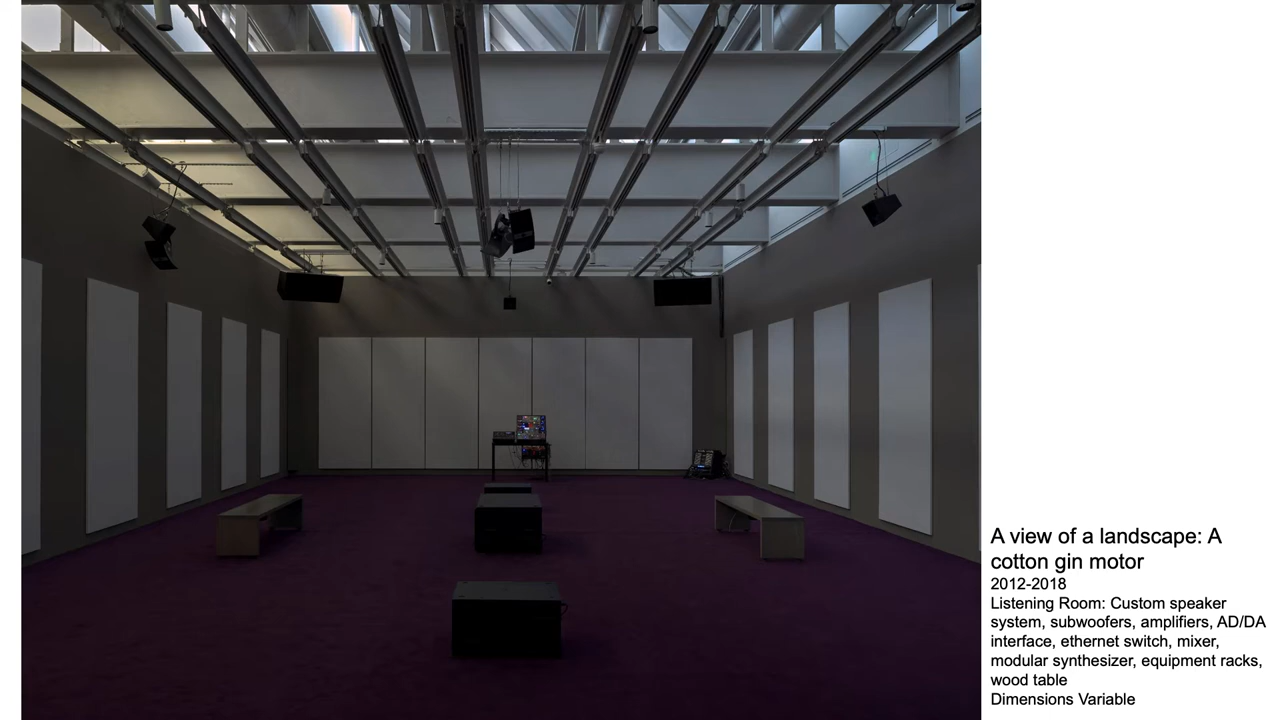 A view of a landscape: A
cotton gin motor
2012-2018
Listening Room: Custom speaker
system, subwoofers, amplifiers, AD/DA
interface, ethernet switch, mixer,
modular synthesizer, equipment racks,
wood table
Dimensions Variable